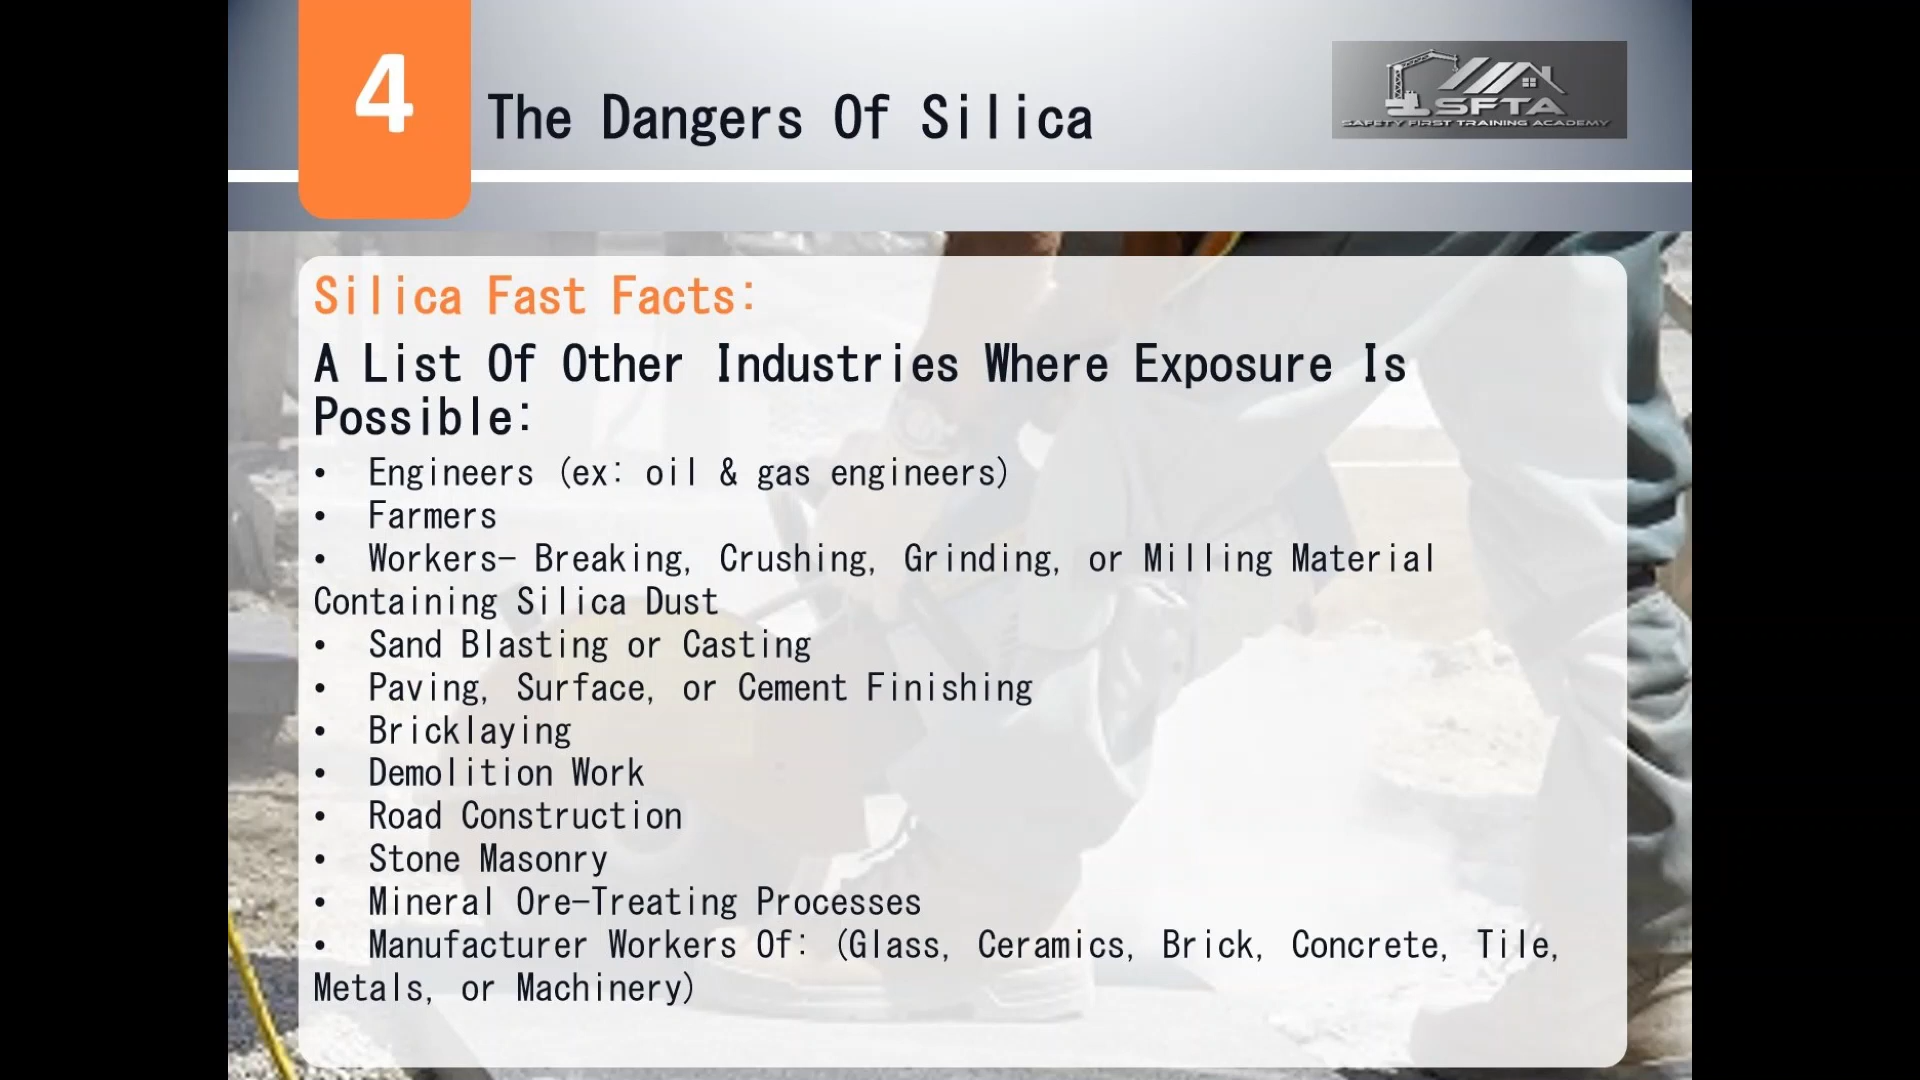 4
The Dangers Of Silica
SFTA
SAFETY FIRST TRAINING ACADEMY
Silica Fast Facts:
A List Of Other Industries Where Exposure Is
Possible:
• Engineers (ex: oil & gas engineers)
• Farmers
• Workers- Breaking, Crushing, Grinding, or Milling Material
Containing Silica Dust
• Sand Blasting or Casting
• Paving, Surface, or Cement Finishing
• Bricklaying
• Demolition Work
• Road Construction
• Stone Masonry
• Mineral Ore-Treating Processes
• Manufacturer Workers Of: (Glass, Ceramics, Brick, Concrete, Tile,
Metals, or Machinery)